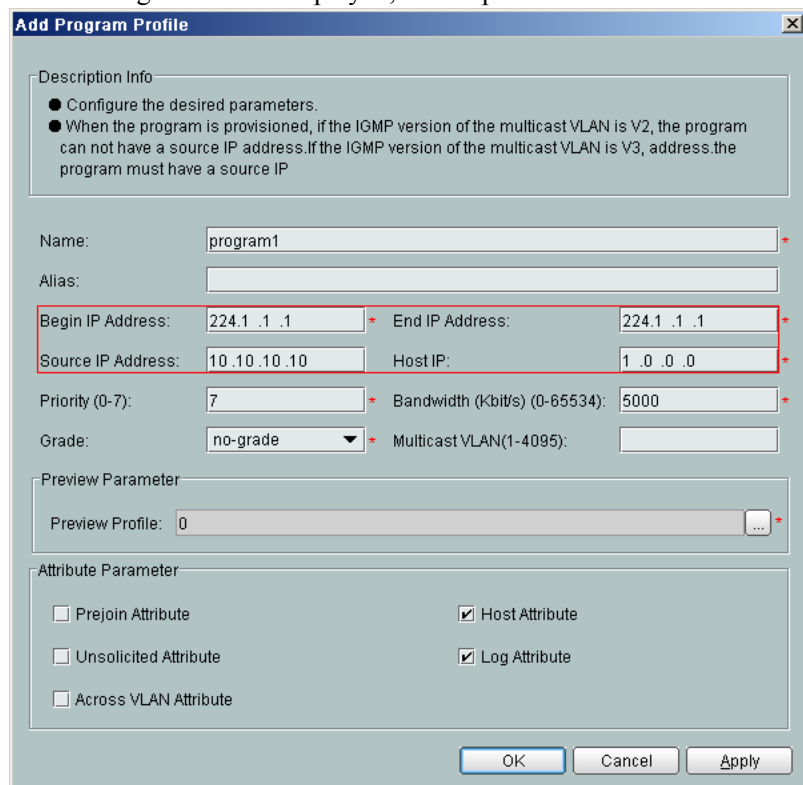 Add Program Profile
Description Info
● Configure the desired parameters.
● When the program is provisioned, if the IGMP version of the multicast VLAN is V2, the program
can not have a source IP address.If the IGMP version of the multicast VLAN is V3, address.the
program must have a source IP
Name: program1 *
Alias:
Begin IP Address: 224.1 .1 .1 * End IP Address: 224.1 .1 .1 *
Source IP Address: 10.10.10.10 Host IP: 1 .0 .0 .0 *
Priority (0-7): 7 * Bandwidth (Kbit/s) (0-65534): 5000 *
Grade: no-grade * Multicast VLAN(1-4095):
Preview Parameter
Preview Profile: 0 ... *
Attribute Parameter
Prejoin Attribute Host Attribute
Unsolicited Attribute Log Attribute
Across VLAN Attribute
OK Cancel Apply